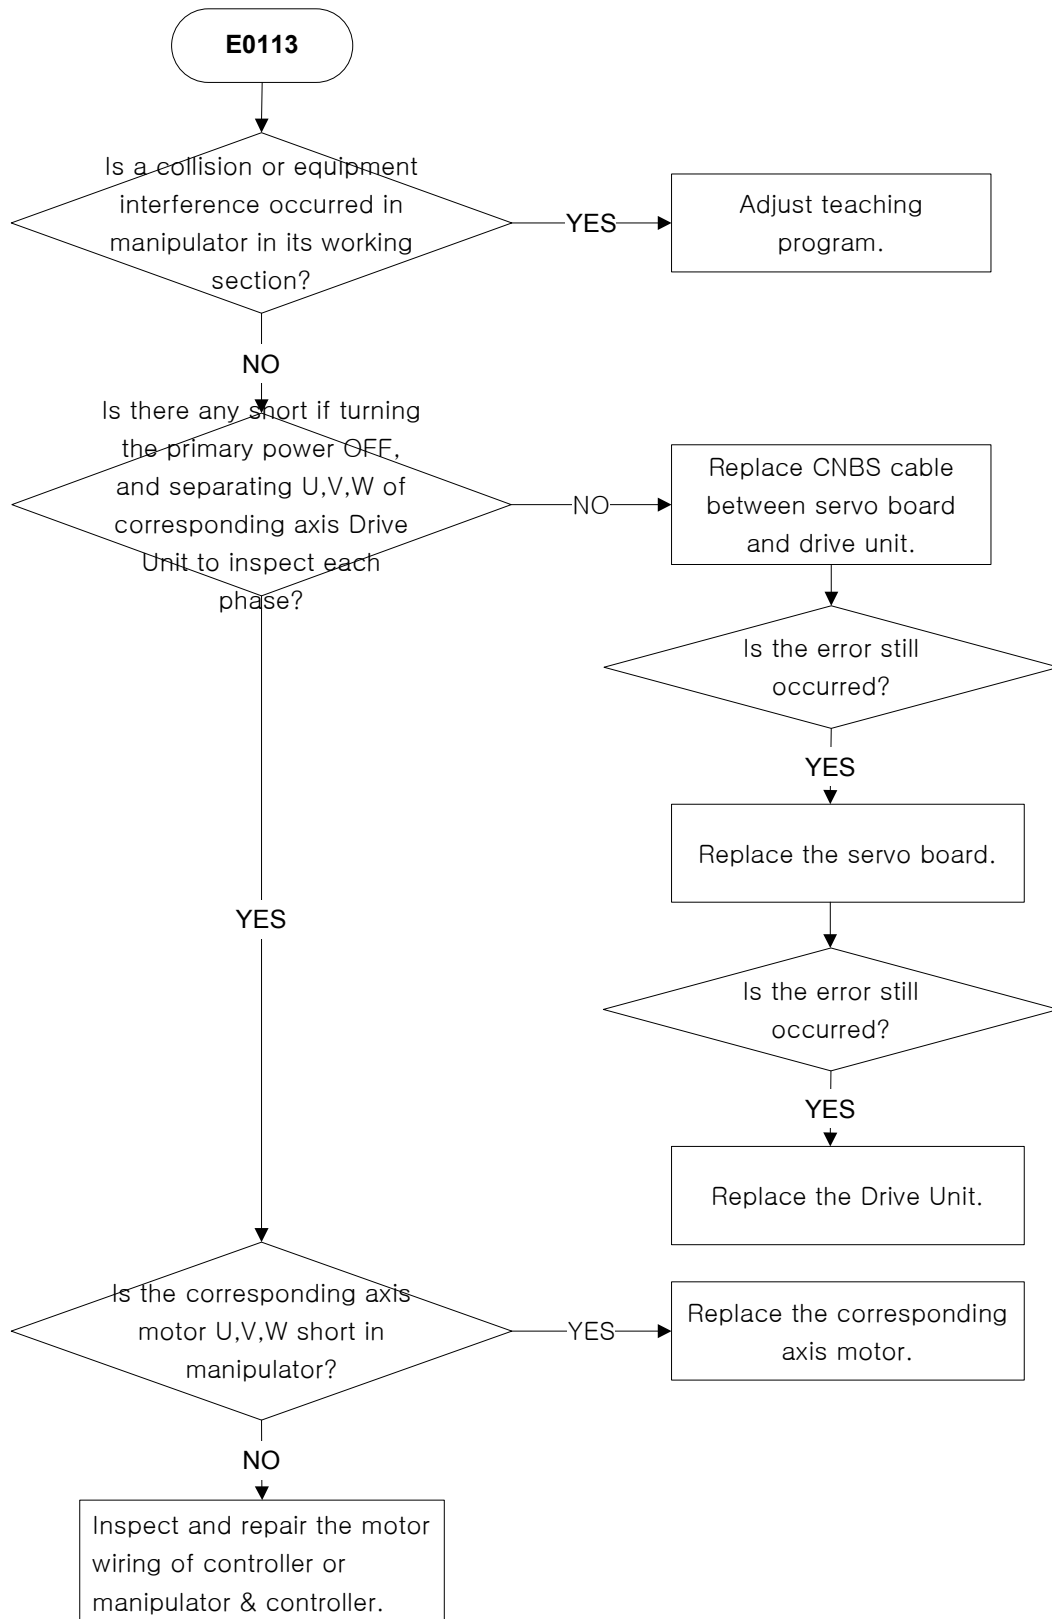 E0113
Is a collision or equipment
interference occurred in
manipulator in its working
section?
YES
Adjust teaching
program.
NO
Is there any short if turning
the primary power OFF,
and separating U,V,W of
corresponding axis Drive
Unit to inspect each
phase?
NO
Replace CNBS cable
between servo board
and drive unit.
Is the error still
occurred?
YES
Replace the servo board.
YES
Is the error still
occurred?
YES
Replace the Drive Unit.
Is the corresponding axis
motor U,V,W short in
manipulator?
YES
Replace the corresponding
axis motor.
NO
Inspect and repair the motor
wiring of controller or
manipulator & controller.